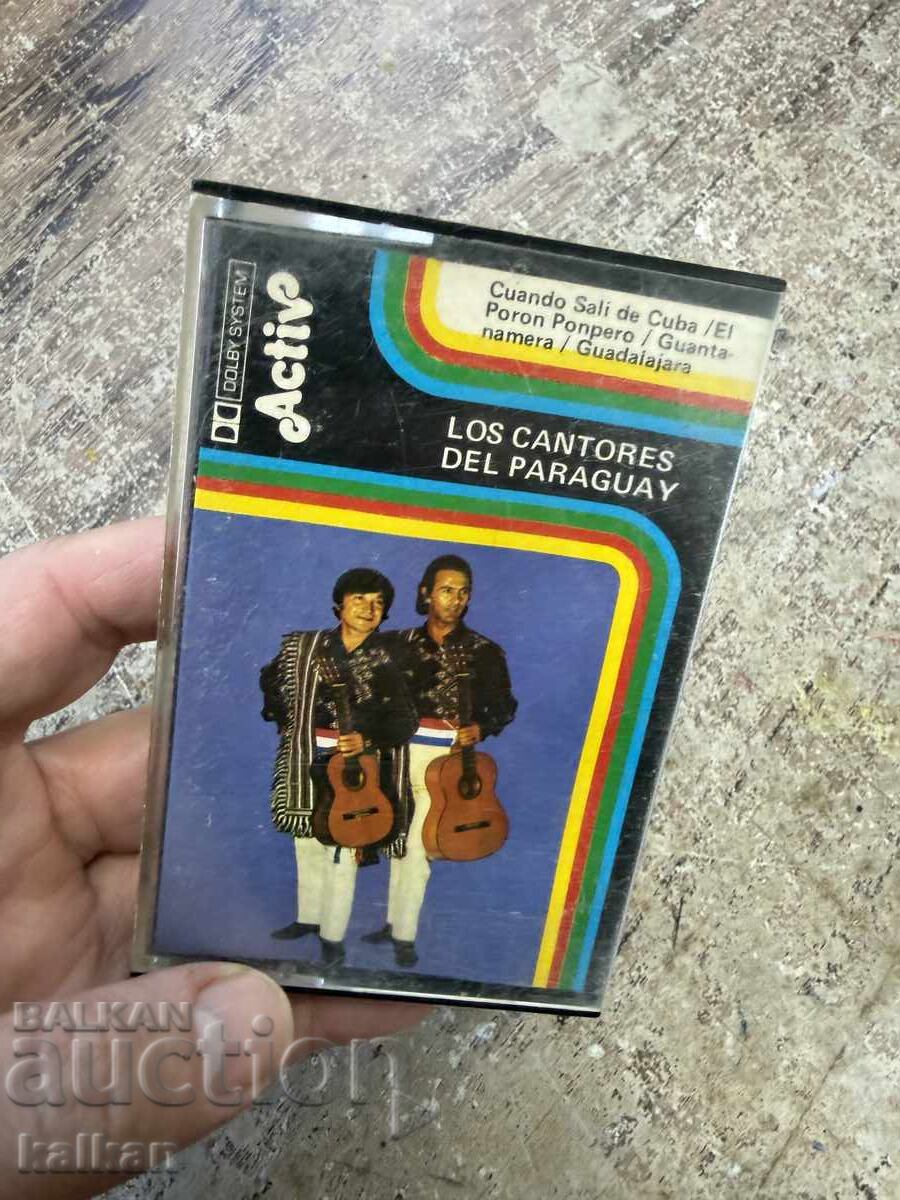 DOLBY SYSTEM
Activ
Cuando Sali de Cuba / El
Poron Ponpero / Guanta-
namera / Guadalajara
LOS CANTORES
DEL PARAGUAY
BALKAN
auction
kalkan